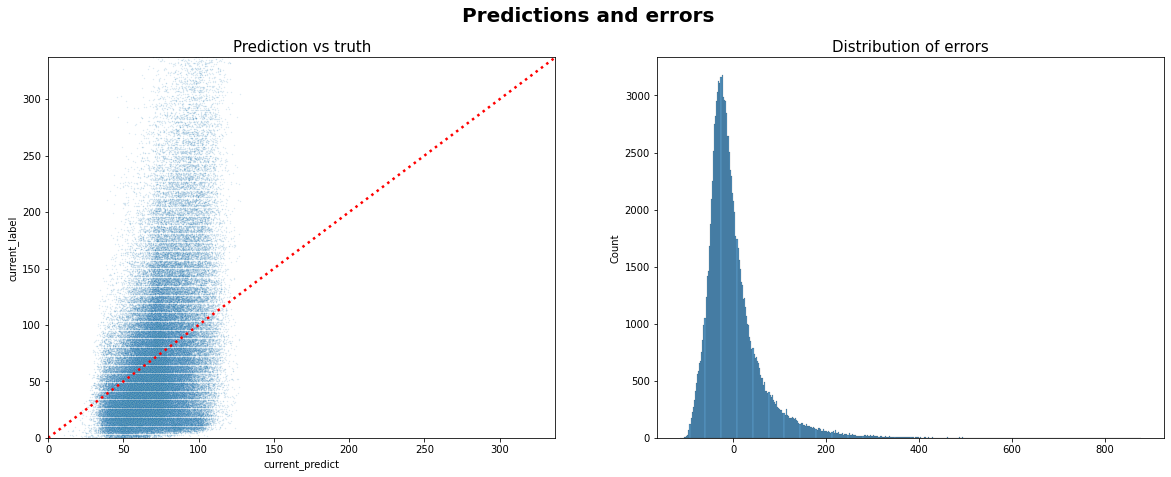 Predictions and errors
Prediction vs truth
300
250
200
150
100
50
0
current_label
0 50 100 150 200 250 300
current_predict
Distribution of errors
3000
2500
2000
1500
1000
500
0
Count
0 200 400 600 800